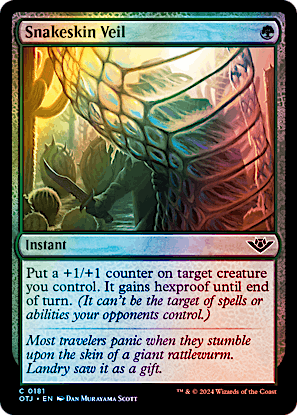 Snakeskin Veil
Instant
Put a +1/+1 counter on target creature
you control. It gains hexproof until end
of turn. (It can't be the target of spells or
abilities your opponents control.)
Most travelers panic when they stumble
upon the skin of a giant rattlewurm.
Landry saw it as a gift.
C 0181
OTJ • EN Dan Murayama Scott
™ & © 2024 Wizards of the Coast